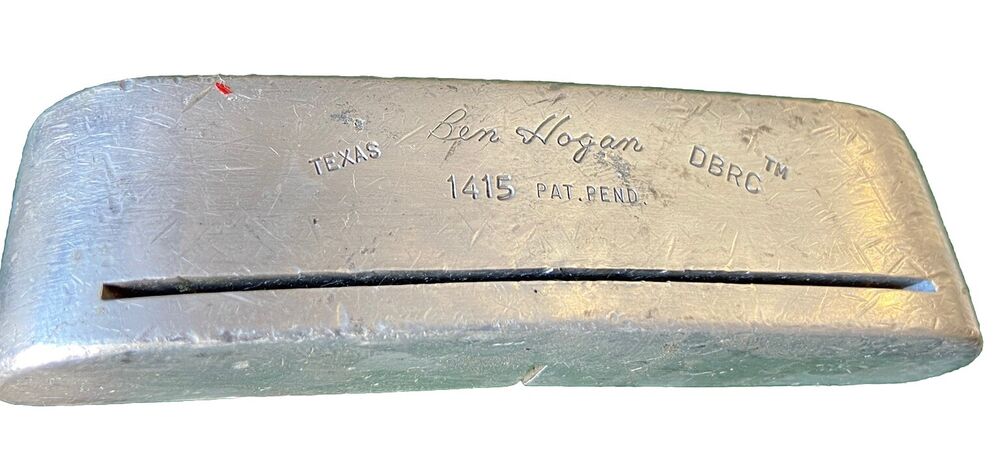 Ben Hogan
TEXAS
DBRC™
1415 PAT.PEND.